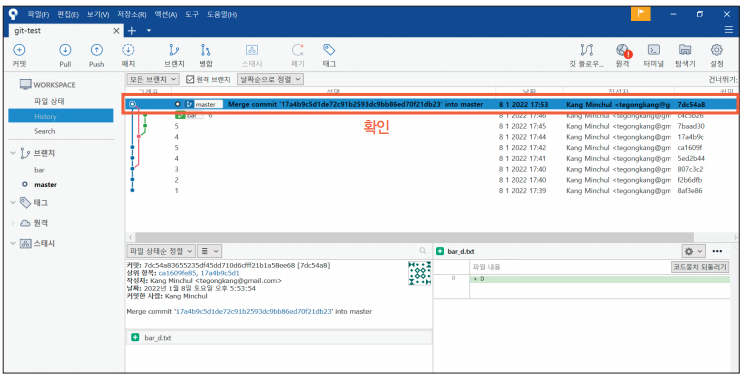 파일(F) 편집(E) 보기(V) 저장소(R) 액션(A) 도구 도움말(H)
git-test
커밋 Pull Push 패치 브랜치 병합 스태시 폐기 태그 깃 플로우... 원격 터미널 탐색기 설정
WORKSPACE
파일 상태
History
Search
브랜치
bar
master
태그
원격
스태시
모든 브랜치 원격 브랜치 날짜순으로 정렬 건너뛰기:
그래프 설명 날짜 작성자 커밋
master Merge commit '17a4b9c5d1de72c91b2593dc9bb86ed70f21db23' into master 8 1 2022 17:53 Kang Minchul <tegongkang@g 7dc54a8
bar 6 8 1 2022 17:46 Kang Minchul <tegongkang@gm c4c5b26
5 8 1 2022 17:45 Kang Minchul <tegongkang@gm 7baad30
4 8 1 2022 17:44 Kang Minchul <tegongkang@gm 17a4b9c
5 8 1 2022 17:42 Kang Minchul <tegongkang@gm ca1609f
4 8 1 2022 17:41 Kang Minchul <tegongkang@gm 5ed2b44
3 8 1 2022 17:40 Kang Minchul <tegongkang@gm 807c3c2
2 8 1 2022 17:40 Kang Minchul <tegongkang@gm f2b6dfb
1 8 1 2022 17:39 Kang Minchul <tegongkang@gm 8af3e86
확인
파일 상태순 정렬
커밋: 7dc54a83655235df45dd710d6cff21b1a58ee68 [7dc54a8]
상위 항목: ca1609fe85, 17a4b9c5d1
작성자: Kang Minchul <tegongkang@gmail.com>
날짜: 2022년 1월 8일 토요일 오후 5:53:54
커밋한 사람: Kang Minchul
Merge commit '17a4b9c5d1de72c91b2593dc9bb86ed70f21db23' into master
bar_d.txt
bar_d.txt
파일 내용 코드뭉치 되돌리기
0 + D